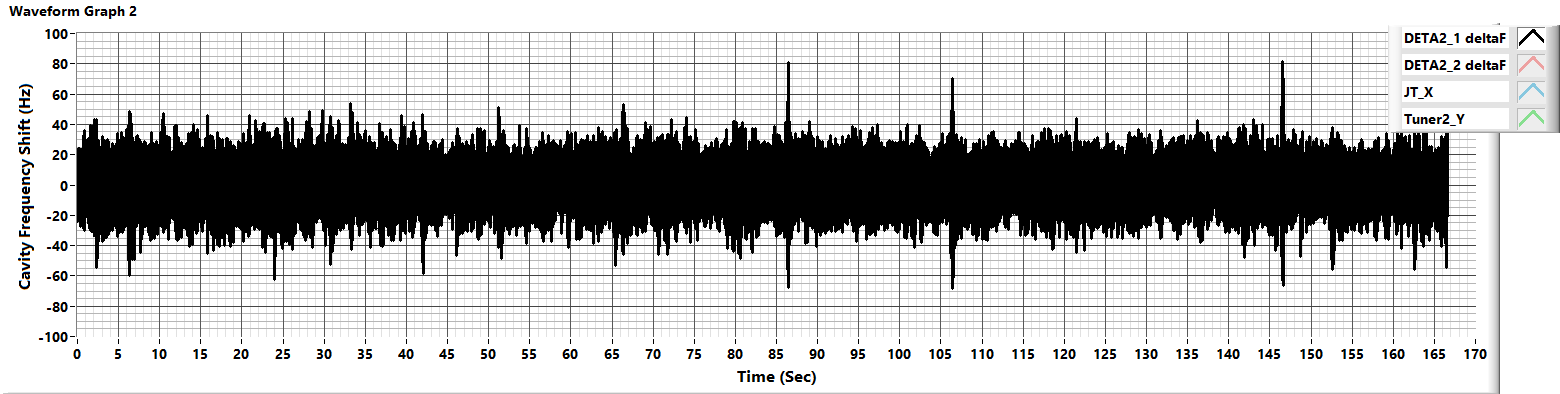 Waveform Graph 2
DETA2_1 deltaF
DETA2_2 deltaF
JT_X
Tuner2_Y
Cavity Frequency Shift (Hz)
100
80
60
40
20
0
-20
-40
-60
-80
-100
0 5 10 15 20 25 30 35 40 45 50 55 60 65 70 75 80 85 90 95 100 105 110 115 120 125 130 135 140 145 150 155 160 165 170
Time (Sec)